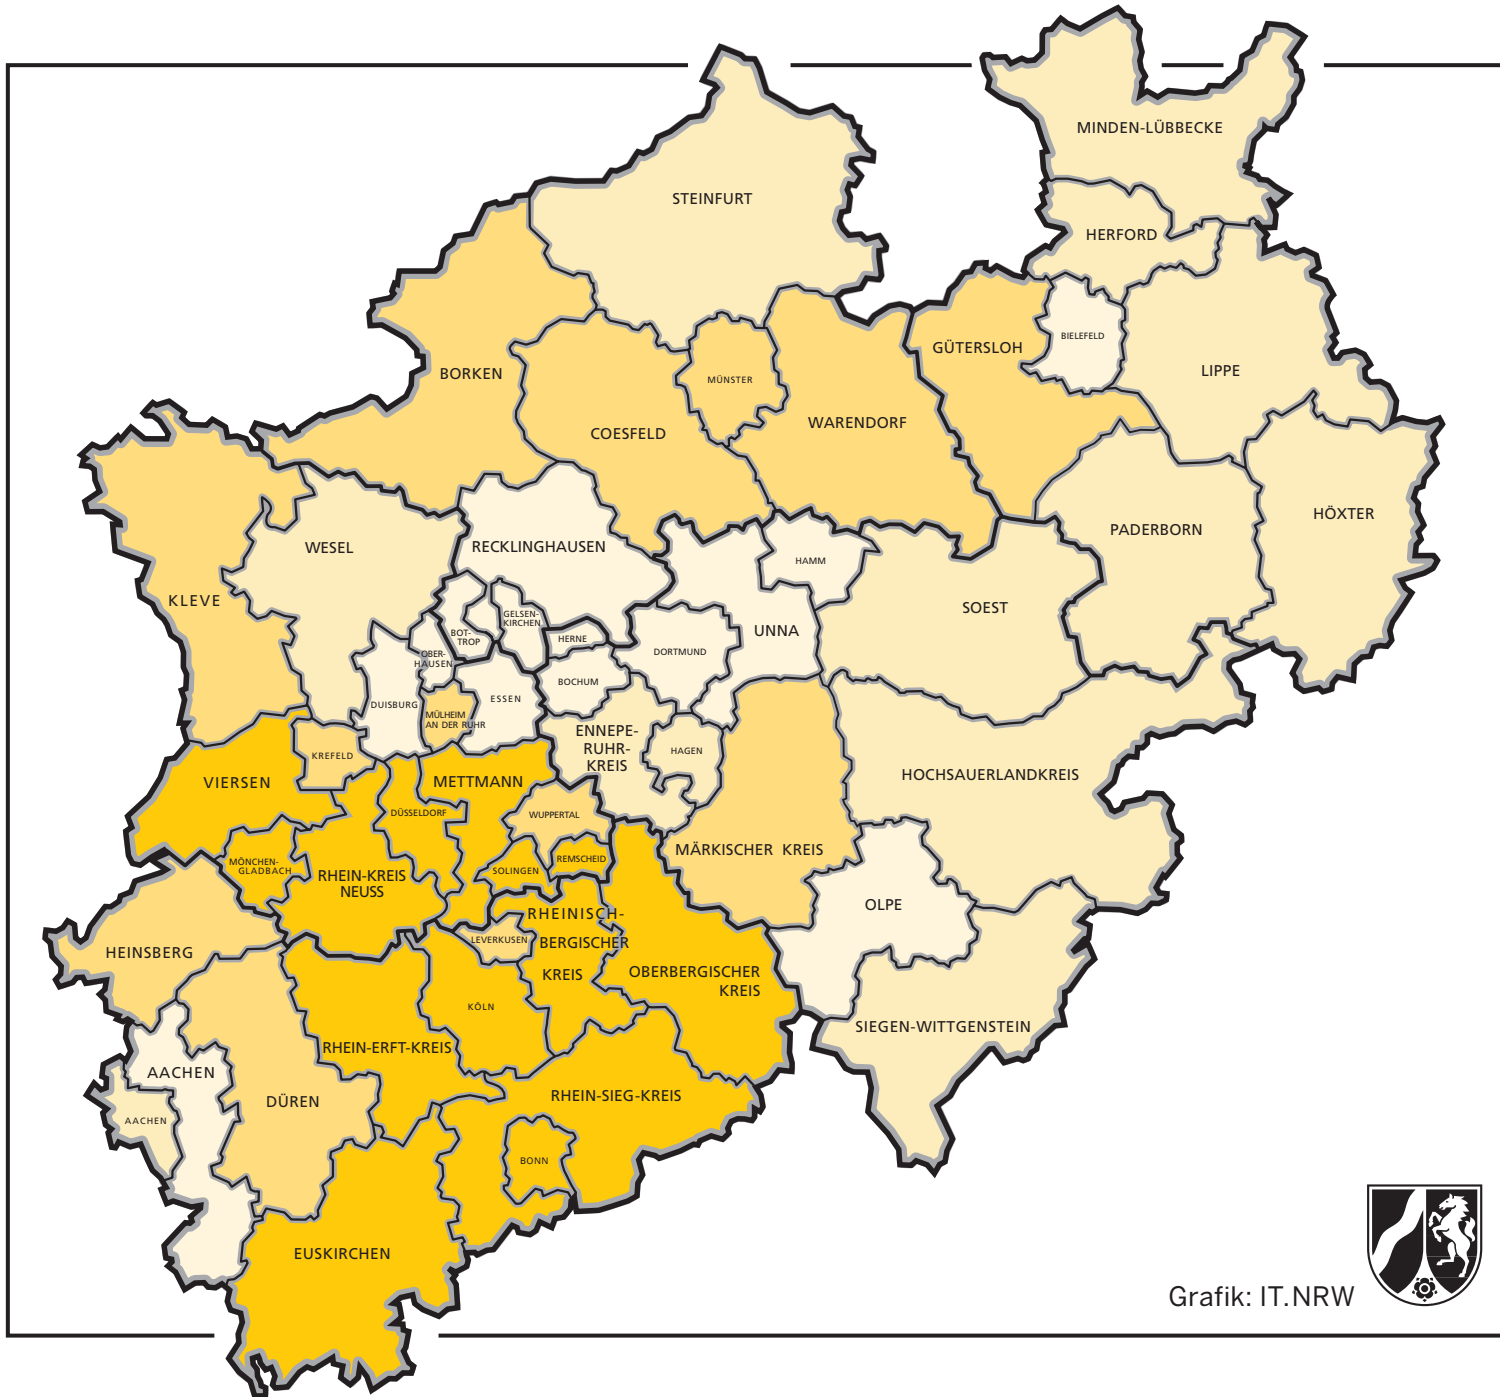 MINDEN-LÜBBECKE
STEINFURT
HERFORD
BIELEFELD
GÜTERSLOH
LIPPE
BORKEN
MÜNSTER
COESFELD
WARENDORF
HÖXTER
PADERBORN
WESEL
RECKLINGHAUSEN
HAMM
KLEVE
SOEST
GELSEN-
KIRCHEN
BOT-
TROP
HERNE
UNNA
OBER-
HAUSEN
DORTMUND
BOCHUM
DUISBURG
ESSEN
MÜLHEIM
AN DER RUHR
ENNEPE-
RUHR-
KREIS
HAGEN
KREFELD
VIERSEN
METTMANN
HOCHSAUERLANDKREIS
DÜSSELDORF
WUPPERTAL
MÄRKISCHER KREIS
REMSCHEID
SOLINGEN
MÖNCHEN-
GLADBACH
RHEIN-KREIS
NEUSS
OLPE
RHEINISCH-
BERGISCHER
KREIS
LEVERKUSEN
HEINSBERG
OBERBERGISCHER
KREIS
KÖLN
SIEGEN-WITTGENSTEIN
RHEIN-ERFT-KREIS
AACHEN
DÜREN
RHEIN-SIEG-KREIS
AACHEN
BONN
EUSKIRCHEN
Grafik: IT.NRW